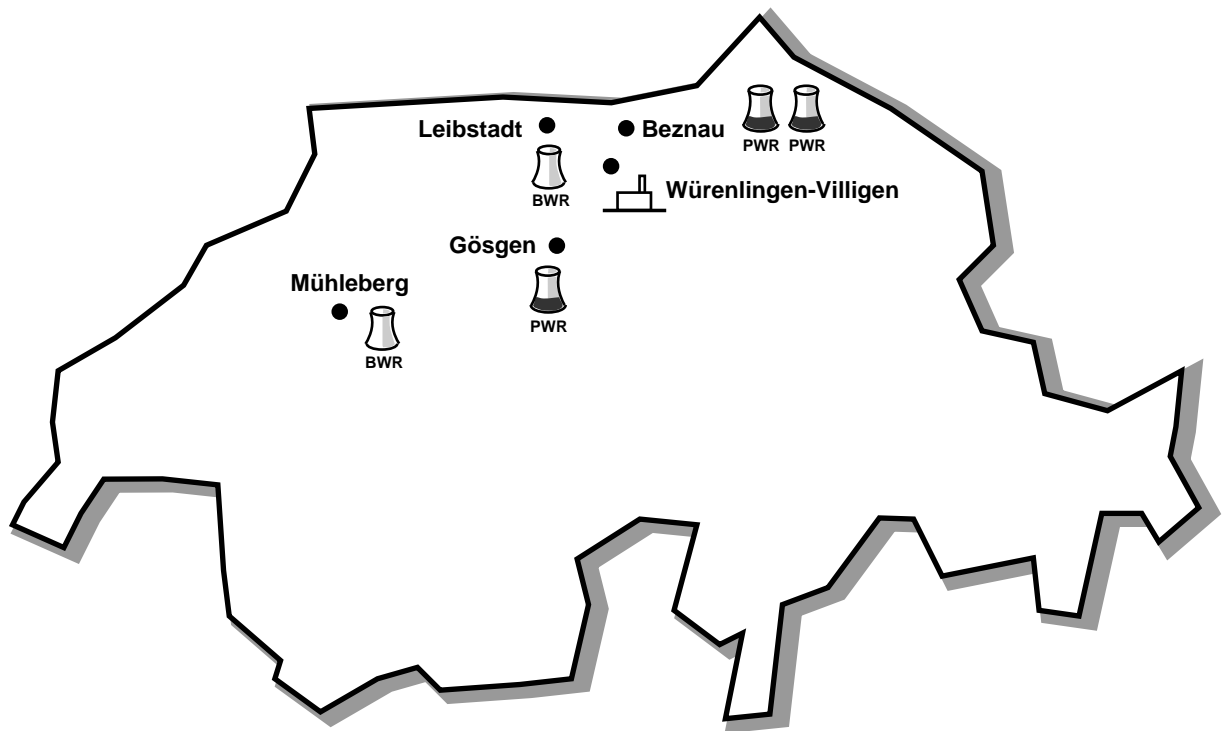 Leibstadt
Beznau
PWR PWR
BWR
Würenlingen-Villigen
Gösgen
PWR
Mühleberg
BWR